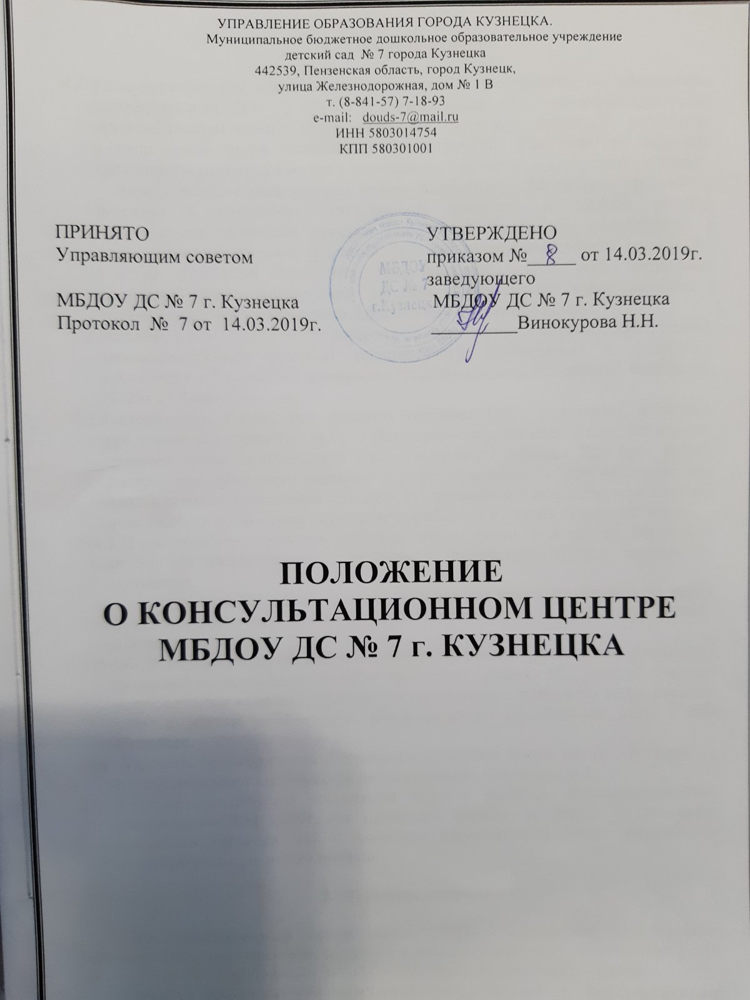 УПРАВЛЕНИЕ ОБРАЗОВАНИЯ ГОРОДА КУЗНЕЦКА.
Муниципальное бюджетное дошкольное образовательное учреждение
детский сад № 7 города Кузнецка
442539, Пензенская область, город Кузнецк,
улица Железнодорожная, дом № 1 В
т. (8-841-57) 7-18-93
e-mail: douds-7@mail.ru
ИНН 5803014754
КПП 580301001
ПРИНЯТО
Управляющим советом
МБДОУ ДС № 7 г. Кузнецка
Протокол № 7 от 14.03.2019г.
МБДОУ
ДС № 7
г.Кузнецк
УТВЕРЖДЕНО
приказом №_____8_____ от 14.03.2019г.
заведующего
МБДОУ ДС № 7 г. Кузнецка
_________Винокурова Н.Н.
ПОЛОЖЕНИЕ
О КОНСУЛЬТАЦИОННОМ ЦЕНТРЕ
МБДОУ ДС № 7 г. КУЗНЕЦКА